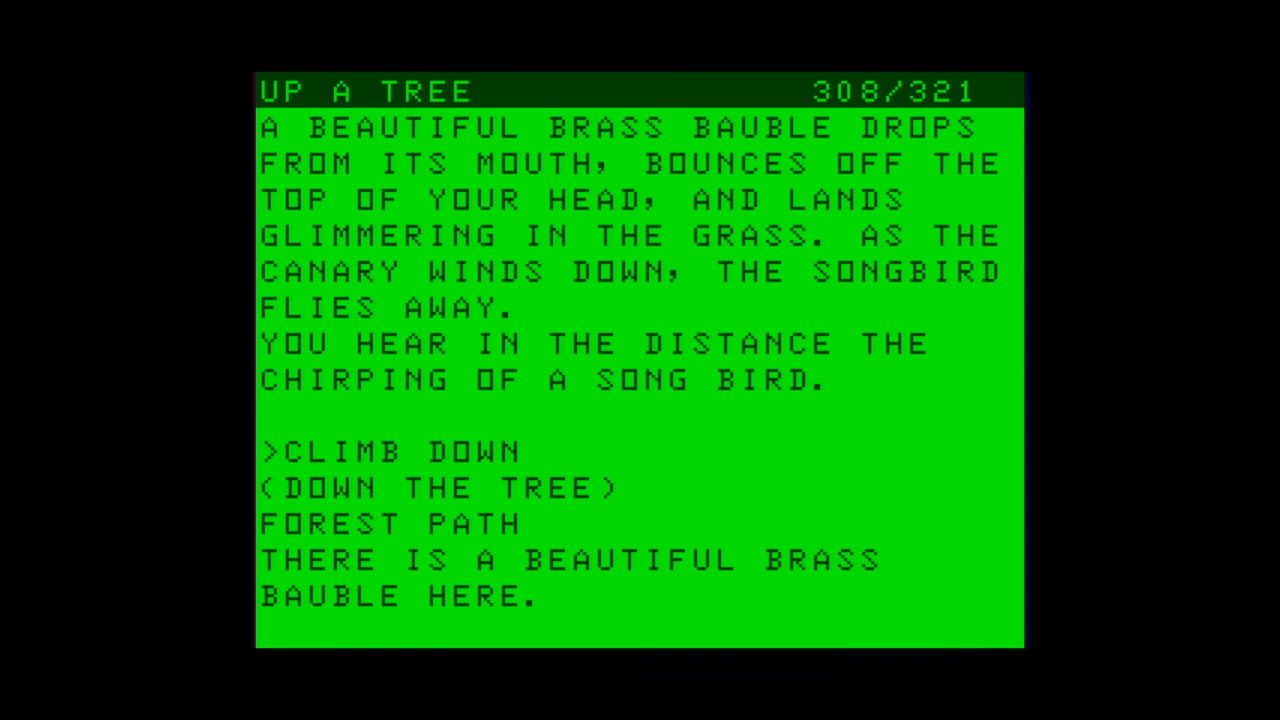 UP A TREE 308/321
A BEAUTIFUL BRASS BAUBLE DROPS
FROM ITS MOUTH, BOUNCES OFF THE
TOP OF YOUR HEAD, AND LANDS
GLIMMERING IN THE GRASS. AS THE
CANARY WINDS DOWN, THE SONGBIRD
FLIES AWAY.
YOU HEAR IN THE DISTANCE THE
CHIRPING OF A SONG BIRD.
>CLIMB DOWN
(DOWN THE TREE)
FOREST PATH
THERE IS A BEAUTIFUL BRASS
BAUBLE HERE.